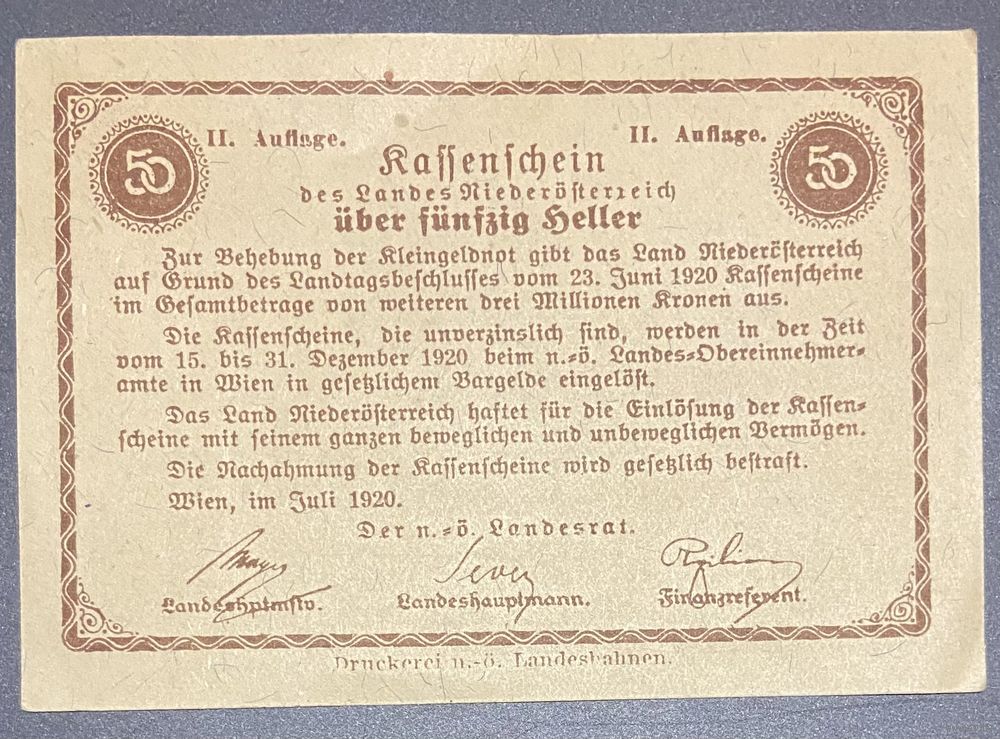 50 II. Auflage. II. Auflage. 50
Kassenschein
des Landes Niederösterreich
über fünfzig Heller
Zur Behebung der Kleingeldnot gibt das Land Niederösterreich
auf Grund des Landtagsbeschlusses vom 23. Juni 1920 Kassenscheine
im Gesamtbetrage von weiteren drei Millionen Kronen aus.
Die Kassenscheine, die unverzinslich sind, werden in der Zeit
vom 15. bis 31. Dezember 1920 beim n.-ö. Landes-Obereinnehmer-
amte in Wien in gesetzlichem Bargelde eingelöst.
Das Land Niederösterreich haftet für die Einlösung der Kassen-
scheine mit seinem ganzen beweglichen und unbeweglichen Vermögen.
Die Nachahmung der Kassenscheine wird gesetzlich bestraft.
Wien, im Juli 1920.
Der n.-ö. Landesrat.
Mayer Sever
Landeshptmstv. Landeshauptmann. Finanzreferent.
Druckerei n.-ö. Landesbahnen.